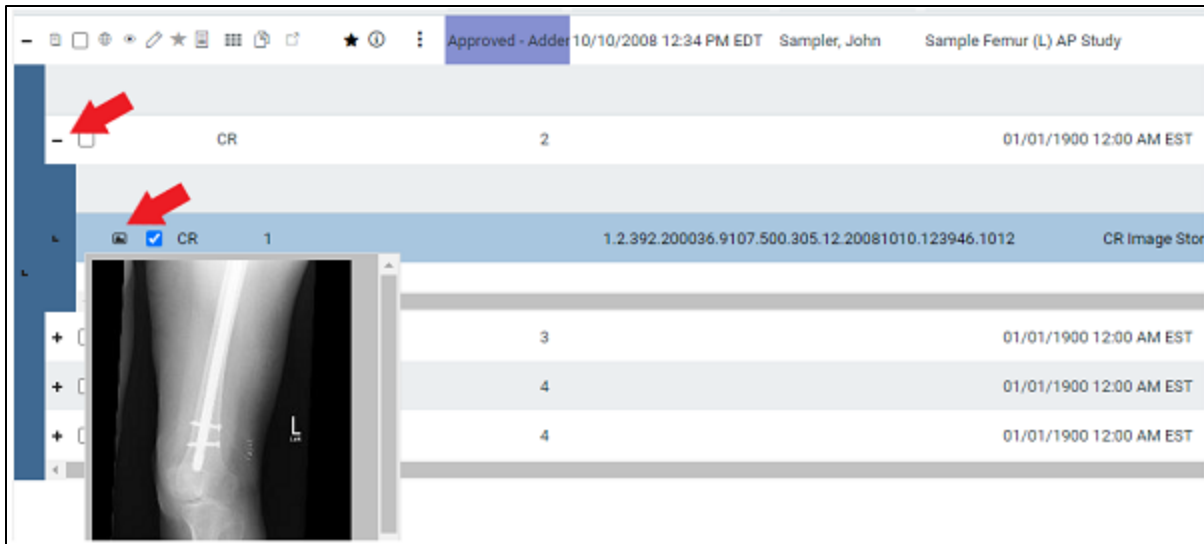 Approved - Adder 10/10/2008 12:34 PM EDT Sampler, John Sample Femur (L) AP Study
CR 2 01/01/1900 12:00 AM EST
CR 1 1.2.392.200036.9107.500.305.12.20081010.123946.1012 CR Image Stor
L
3 01/01/1900 12:00 AM EST
4 01/01/1900 12:00 AM EST
4 01/01/1900 12:00 AM EST